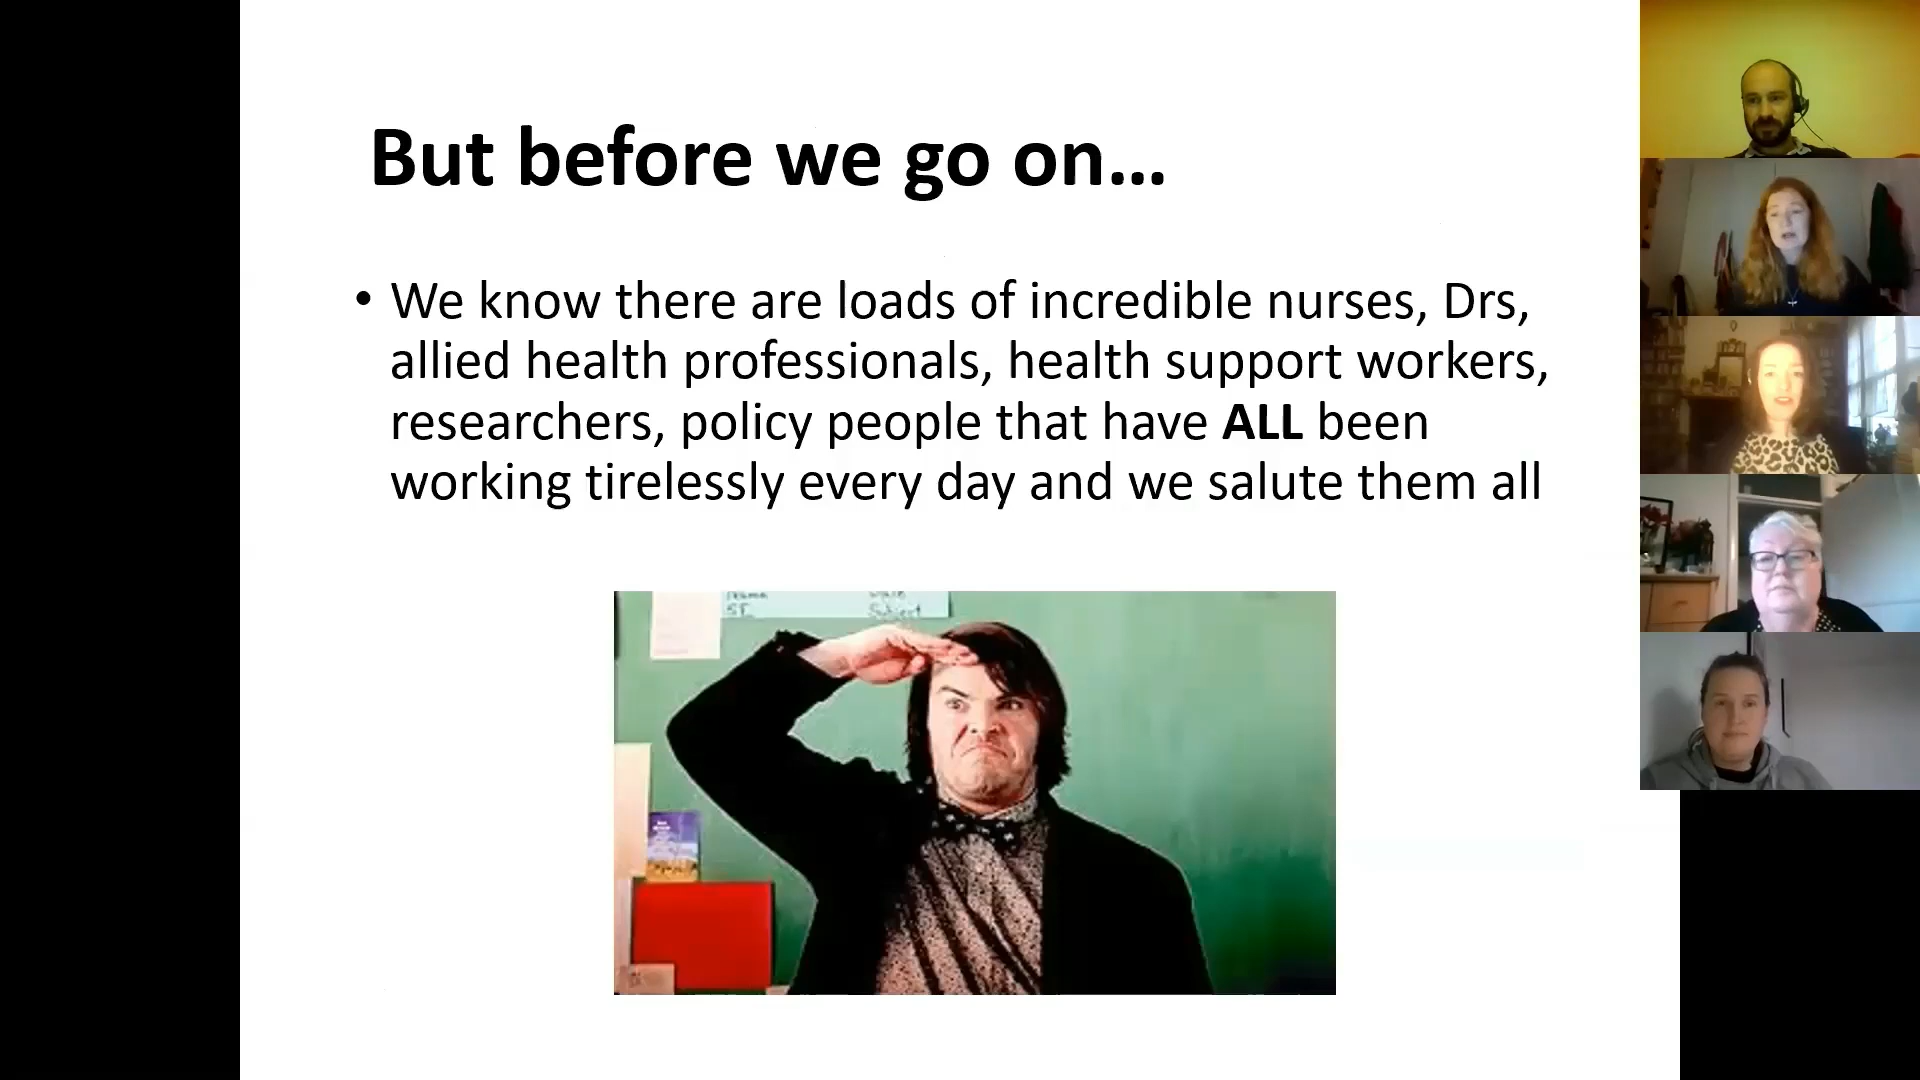 But before we go on...
• We know there are loads of incredible nurses, Drs,
allied health professionals, health support workers,
researchers, policy people that have ALL been
working tirelessly every day and we salute them all
Subject